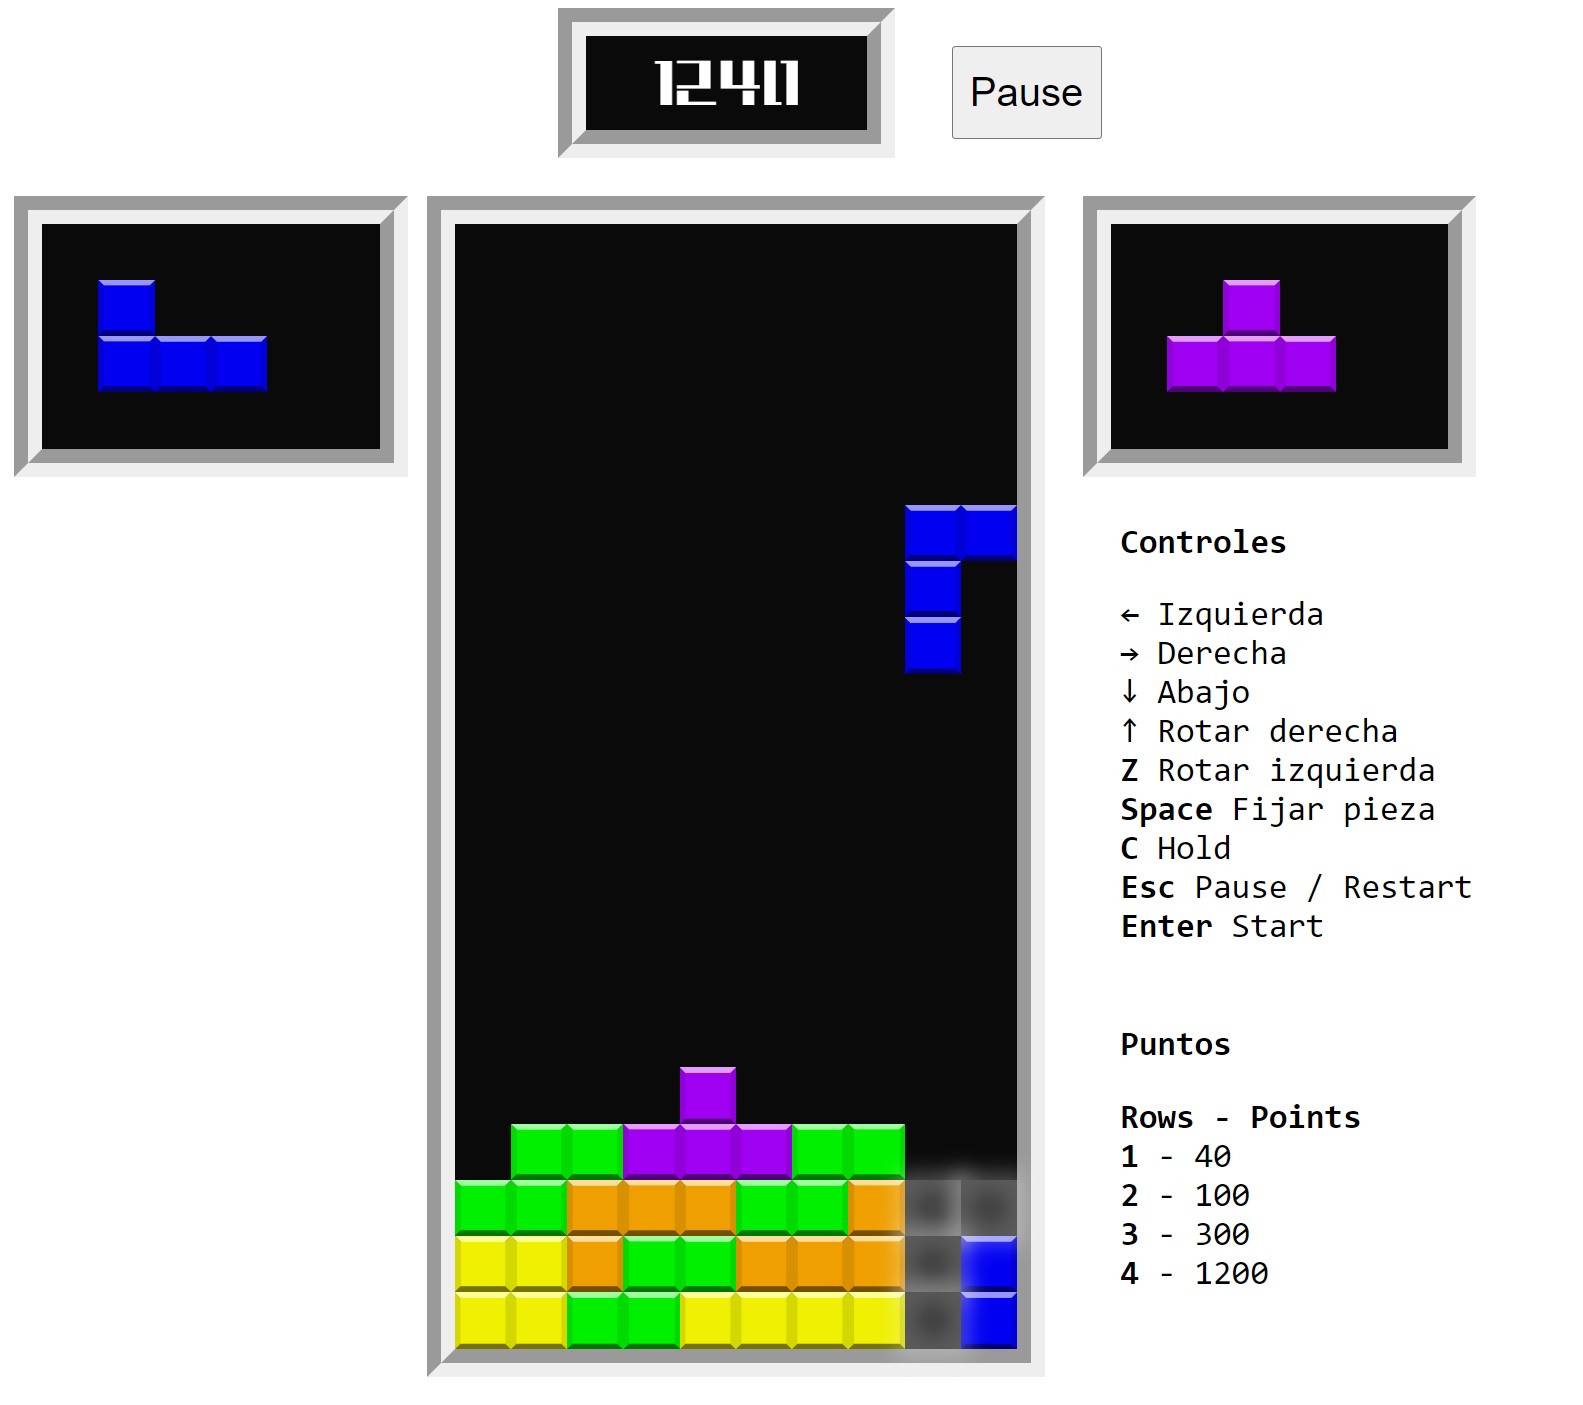 1240
Pause
Controles
← Izquierda
→ Derecha
↓ Abajo
↑ Rotar derecha
Z Rotar izquierda
Space Fijar pieza
C Hold
Esc Pause / Restart
Enter Start
Puntos
Rows - Points
1 - 40
2 - 100
3 - 300
4 - 1200